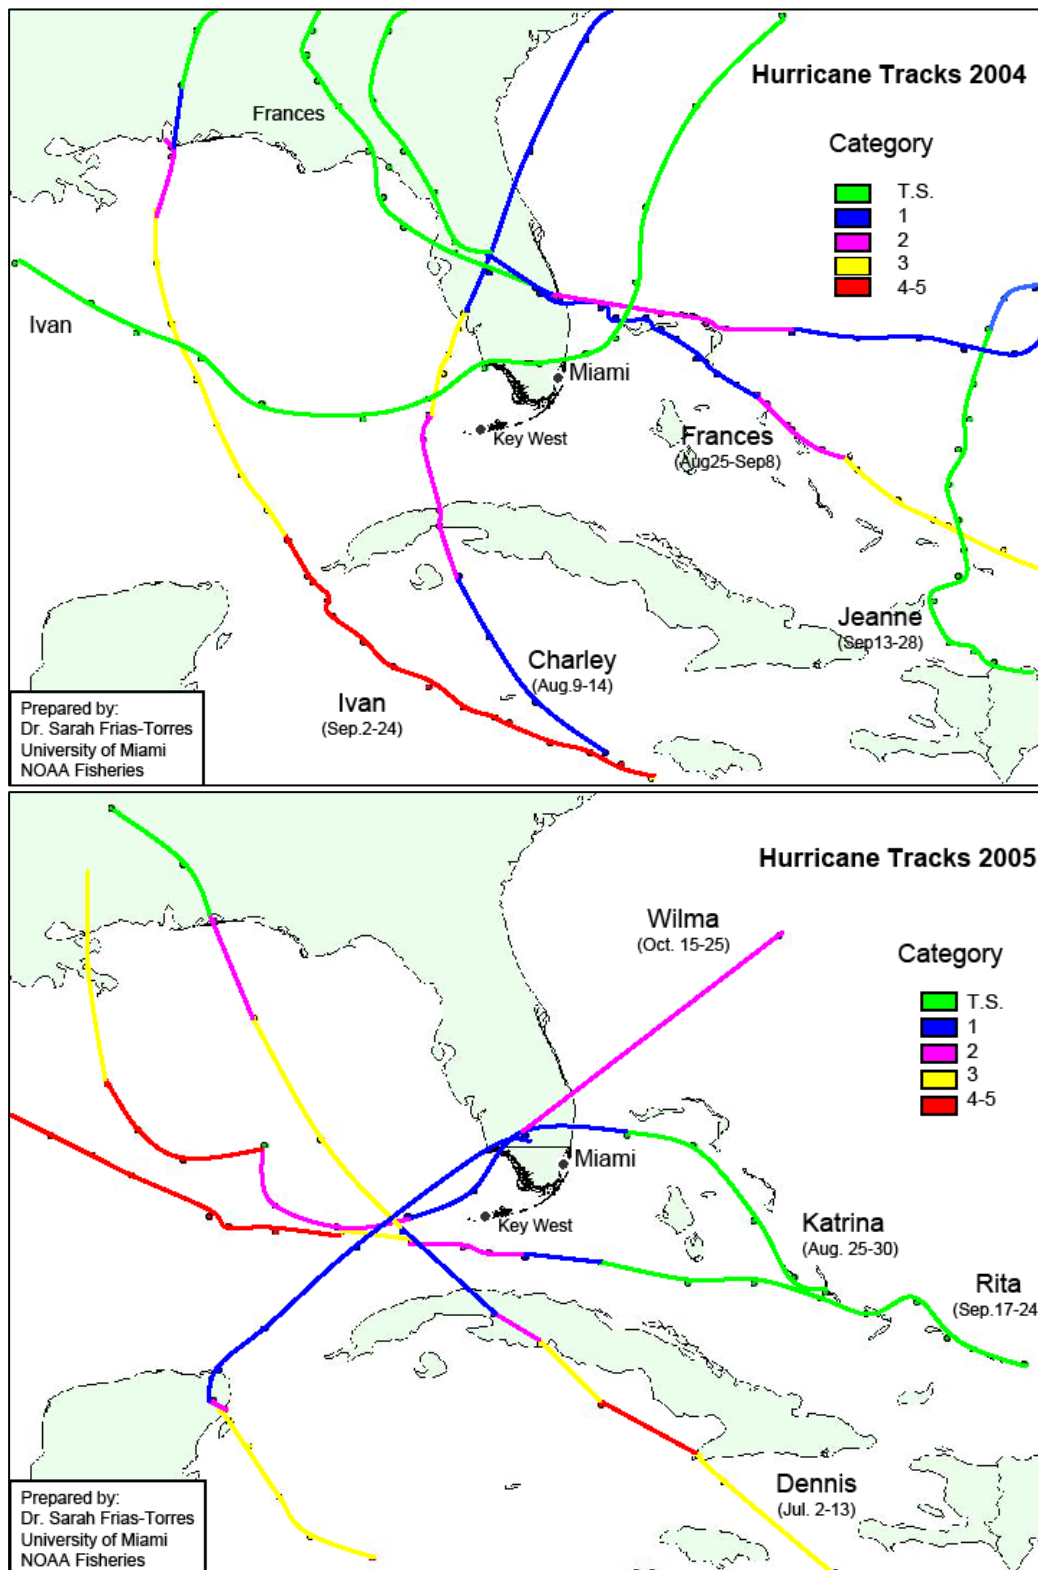 Hurricane Tracks 2004
Frances
Category
T.S.
1
2
3
4-5
Ivan
Miami
Key West
Frances
(Aug25-Sep8)
Jeanne
(Sep13-28)
Charley
(Aug.9-14)
Ivan
(Sep.2-24)
Prepared by:
Dr. Sarah Frias-Torres
University of Miami
NOAA Fisheries
Hurricane Tracks 2005
Wilma
(Oct. 15-25)
Category
T.S.
1
2
3
4-5
Miami
Key West
Katrina
(Aug. 25-30)
Rita
(Sep.17-24
Dennis
(Jul. 2-13)
Prepared by:
Dr. Sarah Frias-Torres
University of Miami
NOAA Fisheries